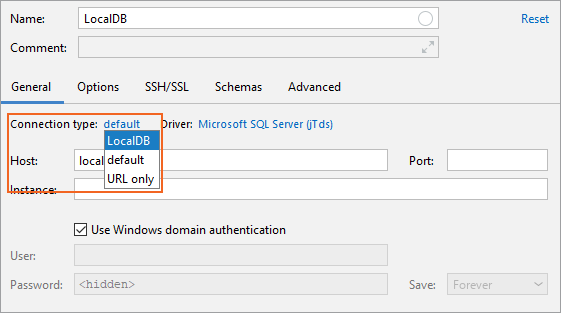 Name: LocalDB Reset
Comment:
General Options SSH/SSL Schemas Advanced
Connection type: default Driver: Microsoft SQL Server (jTds)
LocalDB
default
URL only
Host: local Port:
Instance:
Use Windows domain authentication
User:
Password: <hidden> Save: Forever